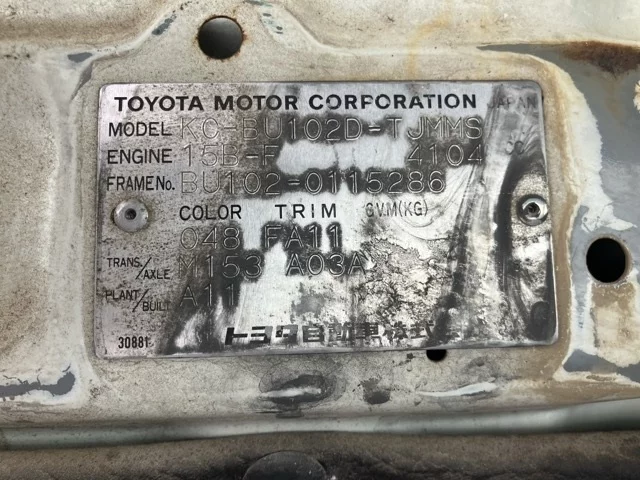 TOYOTA MOTOR CORPORATION JAPAN
MODEL KC-BU102D-TJMMS
ENGINE 15B-F 4104 CC
FRAME No. BU102-0115286
COLOR TRIM G.V.M(KG)
048 FA11
TRANS./AXLE M153 A03A
PLANT/BUILT A11
30881 トヨタ自動車株式